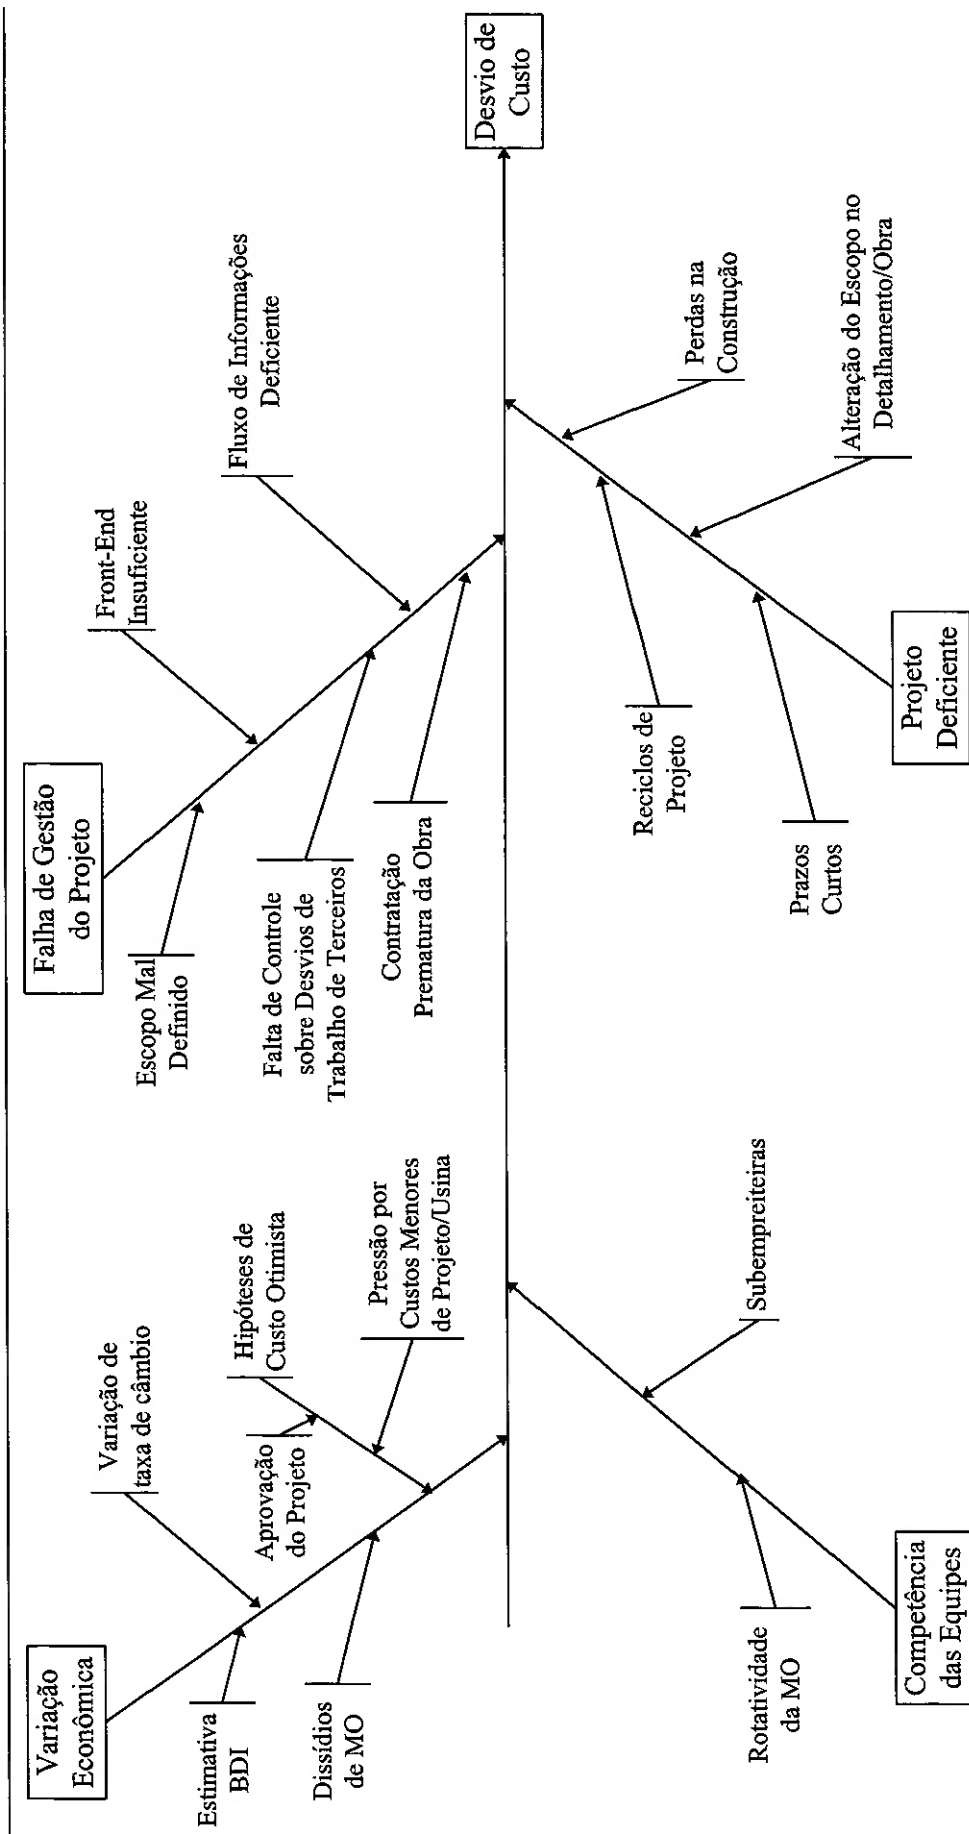 Variação
Econômica
Estimativa
BDI
Dissídios
de MO
Variação de
taxa de câmbio
Aprovação
do Projeto
Hipóteses de
Custo Otimista
Pressão por
Custos Menores
de Projeto/Usina
Falha de Gestão
do Projeto
Escopo Mal
Definido
Falta de Controle
sobre Desvios de
Trabalho de Terceiros
Contratação
Prematura da Obra
Front-End
Insuficiente
Fluxo de Informações
Deficiente
Desvio de
Custo
Competência
das Equipes
Rotatividade
da MO
Subempreiteiras
Projeto
Deficiente
Prazos
Curtos
Reciclos de
Projeto
Alteração do Escopo no
Detalhamento/Obra
Perdas na
Construção